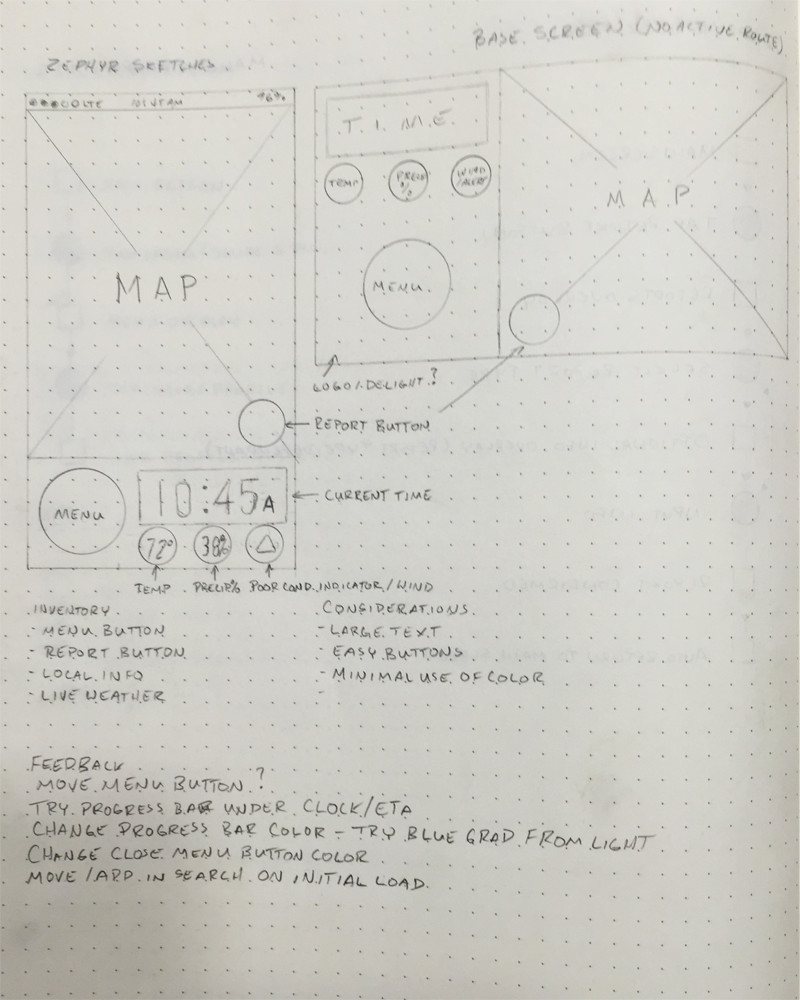 BASE SCREEN (NO ACTIVE ROUTE)
ZEPHYR SKETCHES
LTE
96%
MAP
T.I.M.E.
TEMP
PRECIP %
WIND /ALERT
MENU
MAP
LOGO/DELIGHT?
REPORT BUTTON
MENU
10:45A
CURRENT TIME
72°
38%
TEMP PRECIP% POOR COND. INDICATOR/WIND
INVENTORY
- MENU BUTTON
- REPORT BUTTON
- LOCAL INFO
- LIVE WEATHER
CONSIDERATIONS
- LARGE TEXT
- EASY BUTTONS
- MINIMAL USE OF COLOR
-
FEEDBACK
MOVE MENU BUTTON?
TRY PROGRESS BAR UNDER CLOCK/ETA
CHANGE PROGRESS BAR COLOR - TRY BLUE GRAD FROM LIGHT
CHANGE CLOSE MENU BUTTON COLOR
MOVE/ADD IN SEARCH ON INITIAL LOAD.